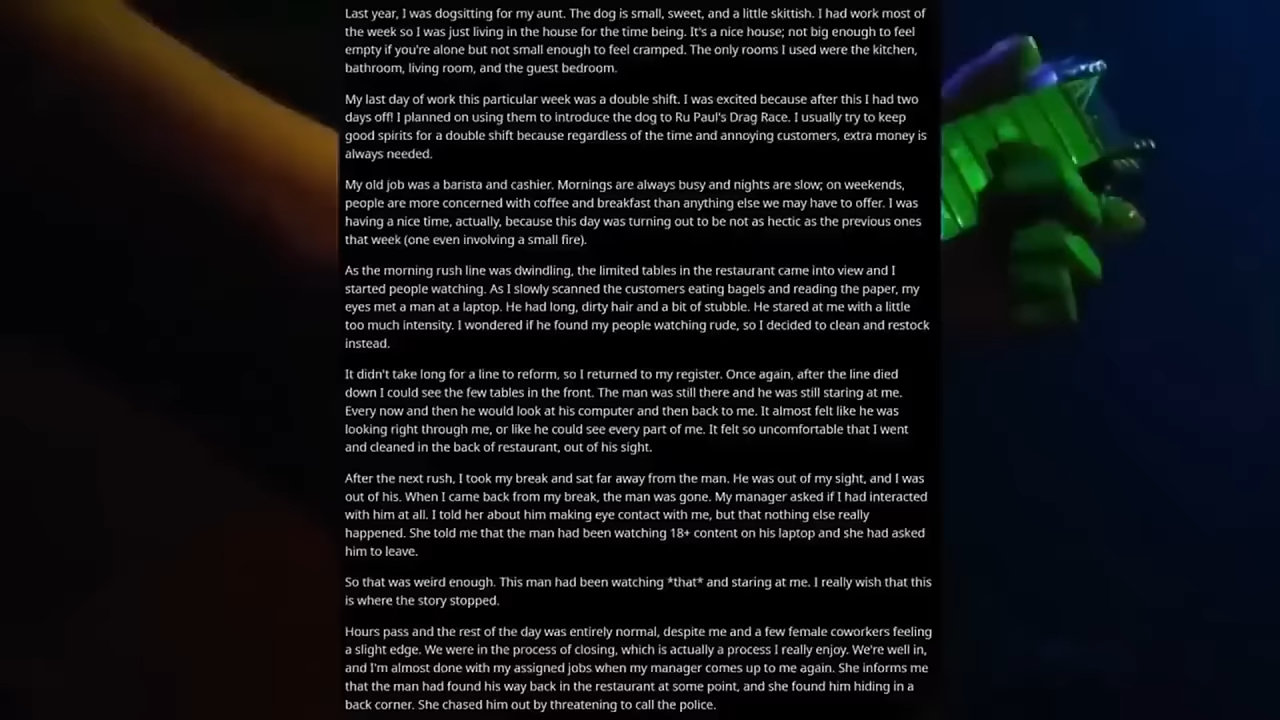 Last year, I was dogsitting for my aunt. The dog is small, sweet, and a little skittish. I had work most of
the week so I was just living in the house for the time being. It's a nice house; not big enough to feel
empty if you're alone but not small enough to feel cramped. The only rooms I used were the kitchen,
bathroom, living room, and the guest bedroom.
My last day of work this particular week was a double shift. I was excited because after this I had two
days off! I planned on using them to introduce the dog to Ru Paul's Drag Race. I usually try to keep
good spirits for a double shift because regardless of the time and annoying customers, extra money is
always needed.
My old job was a barista and cashier. Mornings are always busy and nights are slow; on weekends,
people are more concerned with coffee and breakfast than anything else we may have to offer. I was
having a nice time, actually, because this day was turning out to be not as hectic as the previous ones
that week (one even involving a small fire).
As the morning rush line was dwindling, the limited tables in the restaurant came into view and I
started people watching. As I slowly scanned the customers eating bagels and reading the paper, my
eyes met a man at a laptop. He had long, dirty hair and a bit of stubble. He stared at me with a little
too much intensity. I wondered if he found my people watching rude, so I decided to clean and restock
instead.
It didn't take long for a line to reform, so I returned to my register. Once again, after the line died
down I could see the few tables in the front. The man was still there and he was still staring at me.
Every now and then he would look at his computer and then back to me. It almost felt like he was
looking right through me, or like he could see every part of me. It felt so uncomfortable that I went
and cleaned in the back of restaurant, out of his sight.
After the next rush, I took my break and sat far away from the man. He was out of my sight, and I was
out of his. When I came back from my break, the man was gone. My manager asked if I had interacted
with him at all. I told her about him making eye contact with me, but that nothing else really
happened. She told me that the man had been watching 18+ content on his laptop and she had asked
him to leave.
So that was weird enough. This man had been watching *that* and staring at me. I really wish that this
is where the story stopped.
Hours pass and the rest of the day was entirely normal, despite me and a few female coworkers feeling
a slight edge. We were in the process of closing, which is actually a process I really enjoy. We're well in,
and I'm almost done with my assigned jobs when my manager comes up to me again. She informs me
that the man had found his way back in the restaurant at some point, and she found him hiding in a
back corner. She chased him out by threatening to call the police.